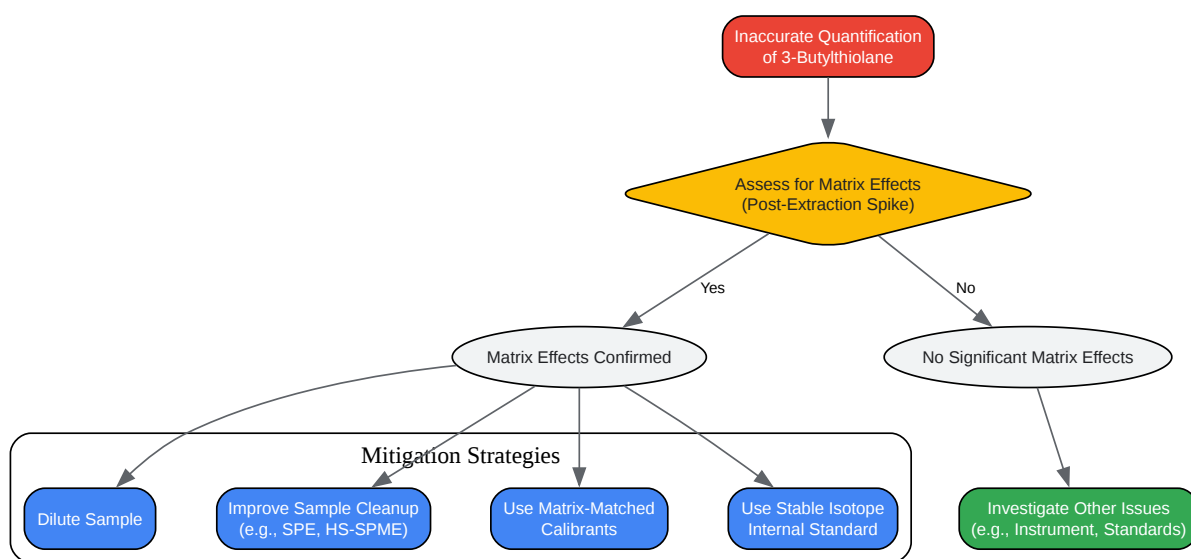 Inaccurate Quantification
of 3-Butylthiolane
Assess for Matrix Effects
(Post-Extraction Spike)
Yes
No
Matrix Effects Confirmed
No Significant Matrix Effects
Mitigation Strategies
Dilute Sample
Improve Sample Cleanup
(e.g., SPE, HS-SPME)
Use Matrix-Matched
Calibrants
Use Stable Isotope
Internal Standard
Investigate Other Issues
(e.g., Instrument, Standards)